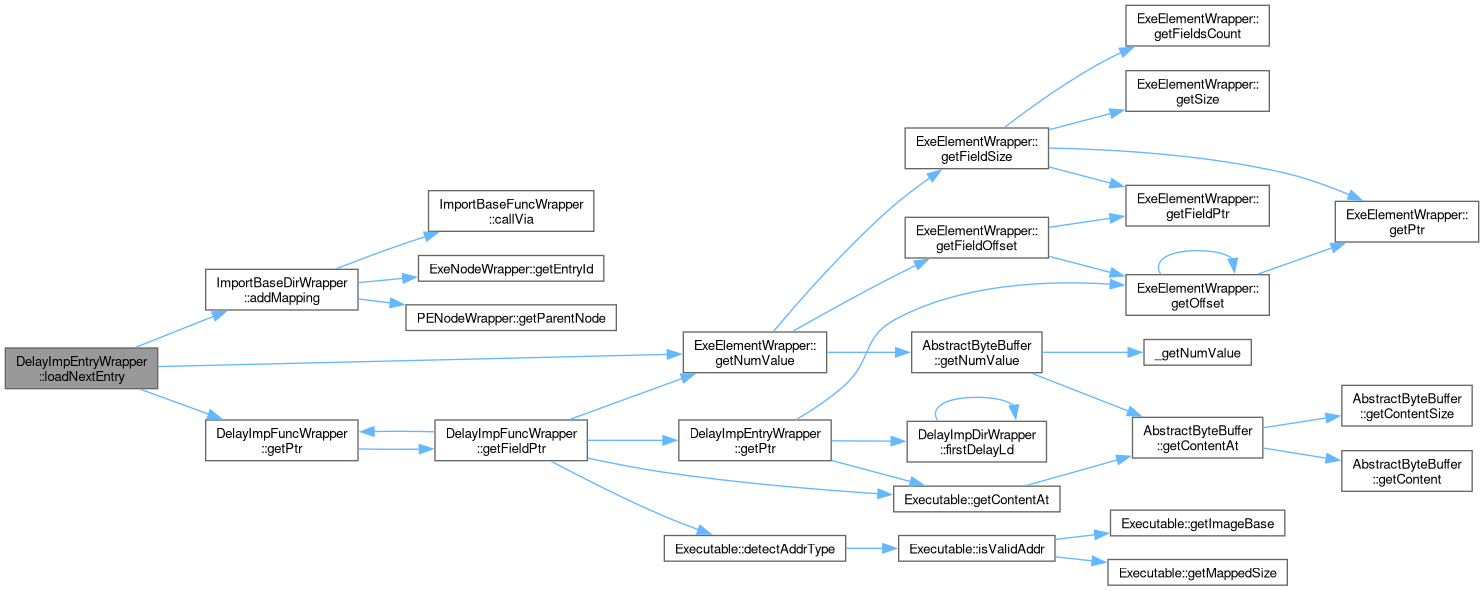 ExeElementWrapper::
getFieldsCount
ExeElementWrapper::
getSize
ExeElementWrapper::
getFieldSize
ExeElementWrapper::
getFieldPtr
ImportBaseFuncWrapper
::callVia
ExeElementWrapper::
getPtr
ExeElementWrapper::
getFieldOffset
ExeNodeWrapper::getEntryId
ImportBaseDirWrapper
::addMapping
ExeElementWrapper::
getOffset
PENodeWrapper::getParentNode
DelayImpEntryWrapper
::loadNextEntry
ExeElementWrapper::
getNumValue
AbstractByteBuffer
::getNumValue
_getNumValue
AbstractByteBuffer
::getContentSize
DelayImpFuncWrapper
::getPtr
DelayImpFuncWrapper
::getFieldPtr
DelayImpEntryWrapper
::getPtr
DelayImpDirWrapper
::firstDelayLd
AbstractByteBuffer
::getContentAt
AbstractByteBuffer
::getContent
Executable::getContentAt
Executable::getImageBase
Executable::detectAddrType
Executable::isValidAddr
Executable::getMappedSize